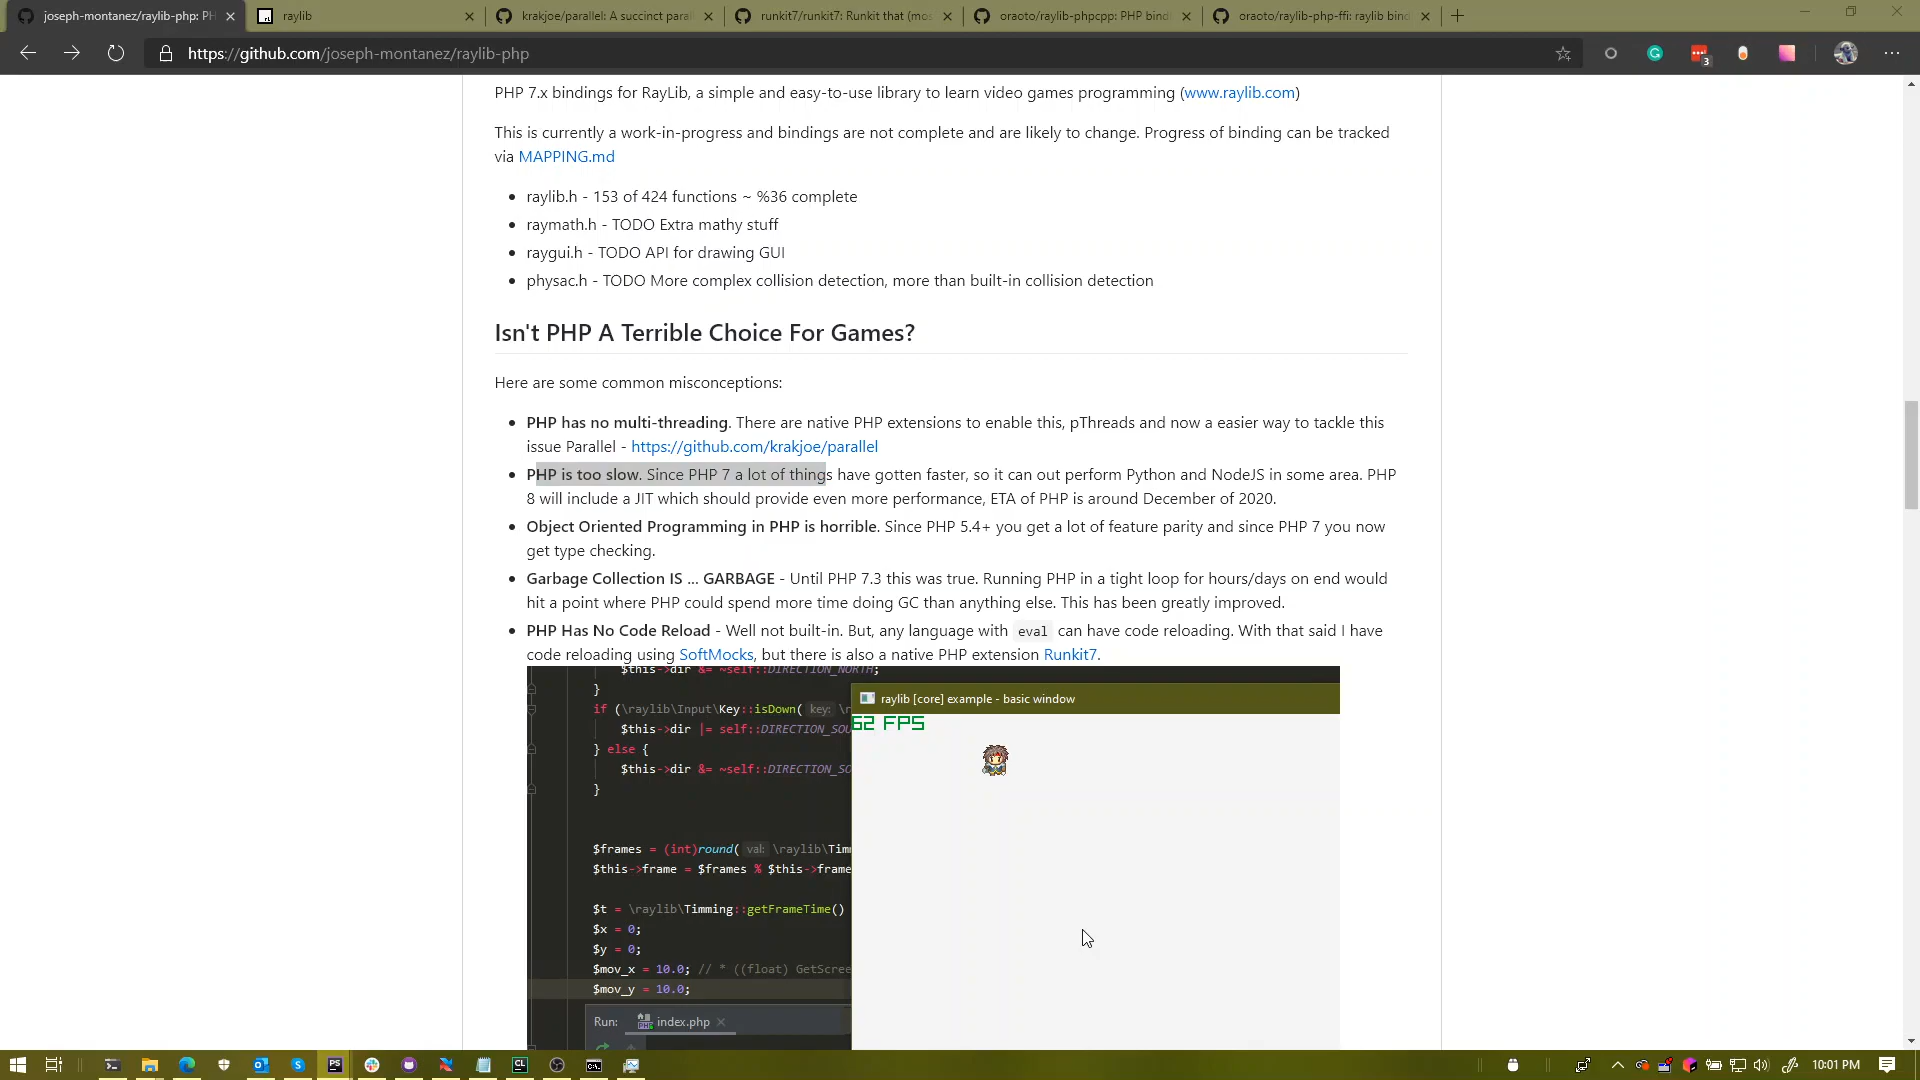 joseph-montanez/raylib-php: PH
raylib
krakjoe/parallel: A succinct paral
runkit7/runkit7: Runkit that (mos
oraoto/raylib-phpcpp: PHP bind
oraoto/raylib-php-ffi: raylib bind
https://github.com/joseph-montanez/raylib-php
3
PHP 7.x bindings for RayLib, a simple and easy-to-use library to learn video games programming (www.raylib.com)
This is currently a work-in-progress and bindings are not complete and are likely to change. Progress of binding can be tracked
via MAPPING.md
raylib.h - 153 of 424 functions ~ %36 complete
raymath.h - TODO Extra mathy stuff
raygui.h - TODO API for drawing GUI
physac.h - TODO More complex collision detection, more than built-in collision detection
Isn't PHP A Terrible Choice For Games?
Here are some common misconceptions:
PHP has no multi-threading. There are native PHP extensions to enable this, pThreads and now a easier way to tackle this
issue Parallel - https://github.com/krakjoe/parallel
PHP is too slow. Since PHP 7 a lot of things have gotten faster, so it can out perform Python and NodeJS in some area. PHP
8 will include a JIT which should provide even more performance, ETA of PHP is around December of 2020.
Object Oriented Programming in PHP is horrible. Since PHP 5.4+ you get a lot of feature parity and since PHP 7 you now
get type checking.
Garbage Collection IS ... GARBAGE - Until PHP 7.3 this was true. Running PHP in a tight loop for hours/days on end would
hit a point where PHP could spend more time doing GC than anything else. This has been greatly improved.
PHP Has No Code Reload - Well not built-in. But, any language with eval can have code reloading. With that said I have
code reloading using SoftMocks, but there is also a native PHP extension Runkit7.
$this->dir &= ~self::DIRECTION_NORTH;
}
if (\raylib\Input\Key::isDown( key: \r
$this->dir |= self::DIRECTION_SOU
} else {
$this->dir &= ~self::DIRECTION_SO
}
$frames = (int)round( val: \raylib\Timm
$this->frame = $frames % $this->frame
$t = \raylib\Timming::getFrameTime()
$x = 0;
$y = 0;
$mov_x = 10.0; // * ((float) GetScree
$mov_y = 10.0;
Run: index.php
raylib [core] example - basic window
62 FPS
10:01 PM